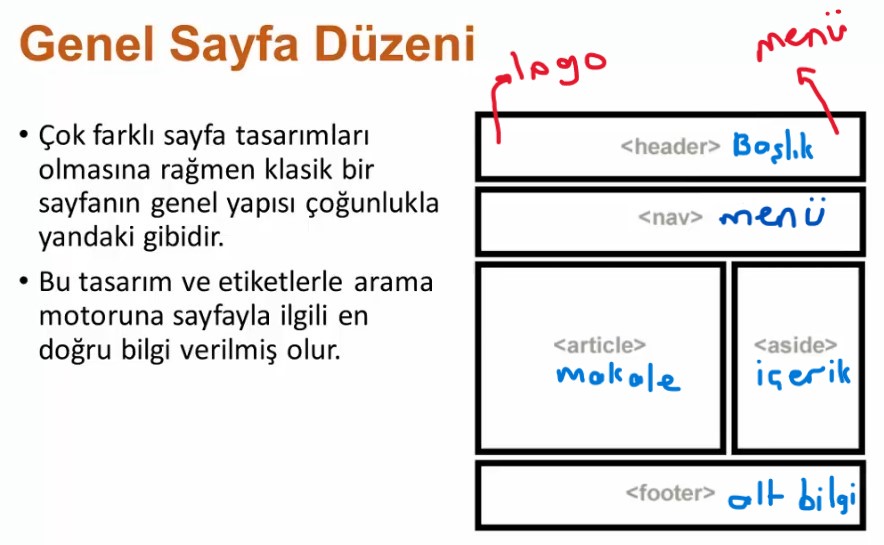 Genel Sayfa Düzeni
logo
menü
• Çok farklı sayfa tasarımları
olmasına rağmen klasik bir
sayfanın genel yapısı çoğunlukla
yandaki gibidir.
• Bu tasarım ve etiketlerle arama
motoruna sayfayla ilgili en
doğru bilgi verilmiş olur.
<header> Başlık
<nav> menü
<article>
makale
<aside>
içerik
<footer> alt bilgi